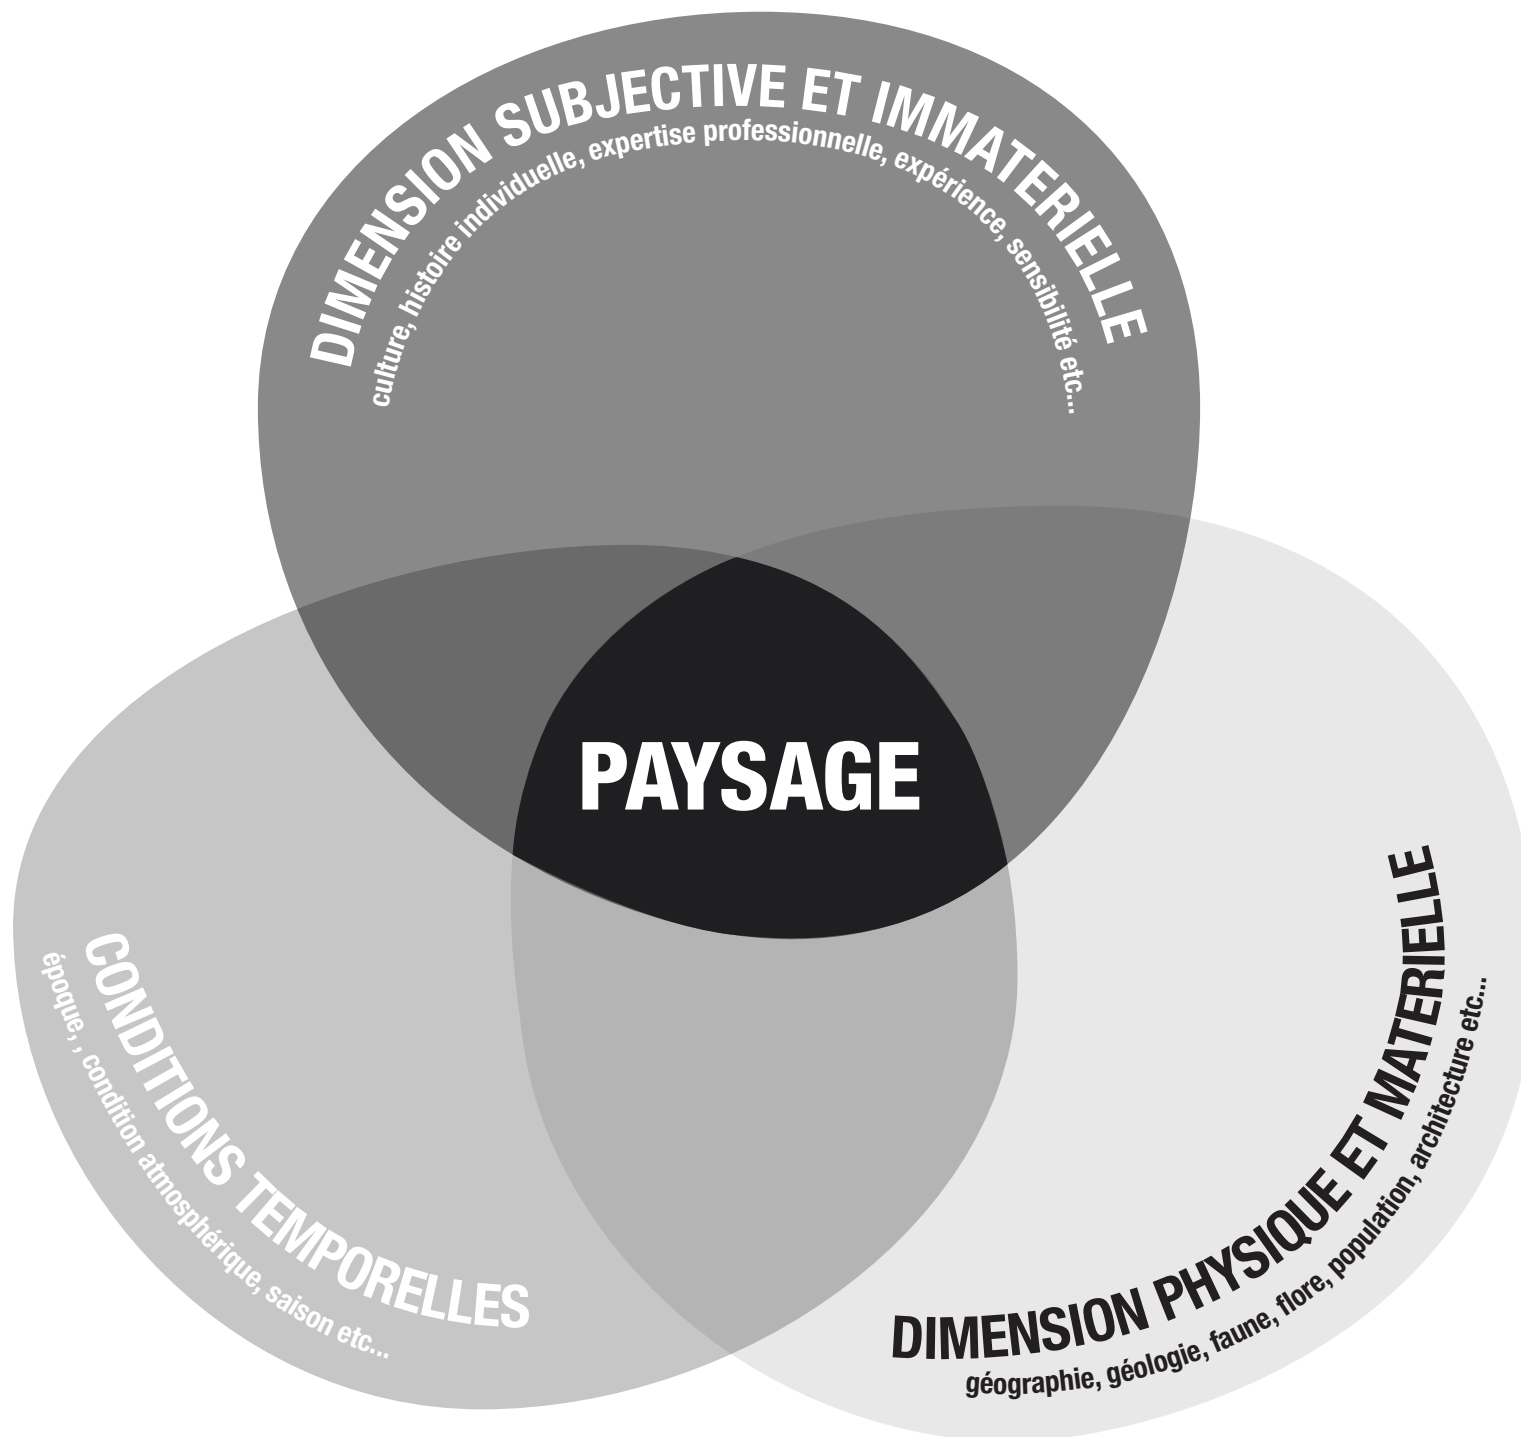 DIMENSION SUBJECTIVE ET IMMATERIELLE
culture, histoire individuelle, expertise professionnelle, expérience, sensibilité etc...
PAYSAGE
CONDITIONS TEMPORELLES
époque, , condition atmosphérique, saison etc...
DIMENSION PHYSIQUE ET MATERIELLE
géographie, géologie, faune, flore, population, architecture etc...